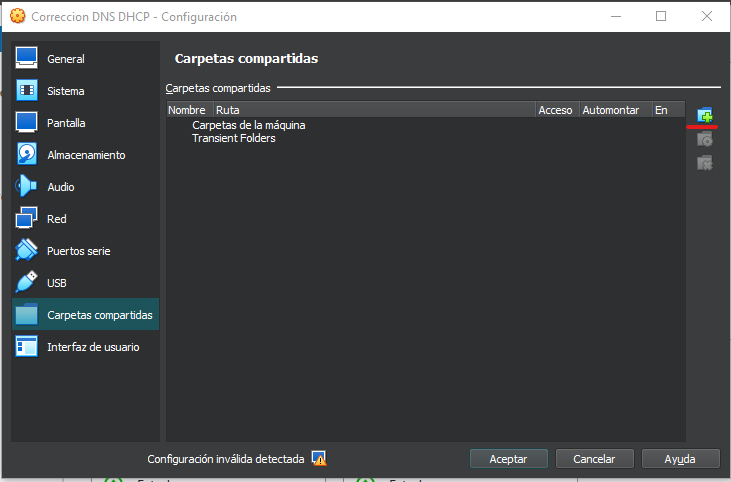 Correccion DNS DHCP - Configuración
General
Sistema
Pantalla
Almacenamiento
Audio
Red
Puertos serie
USB
Carpetas compartidas
Interfaz de usuario
Carpetas compartidas
Carpetas compartidas
Nombre Ruta Acceso Automontar En
Carpetas de la máquina
Transient Folders
Configuración inválida detectada
Aceptar Cancelar Ayuda